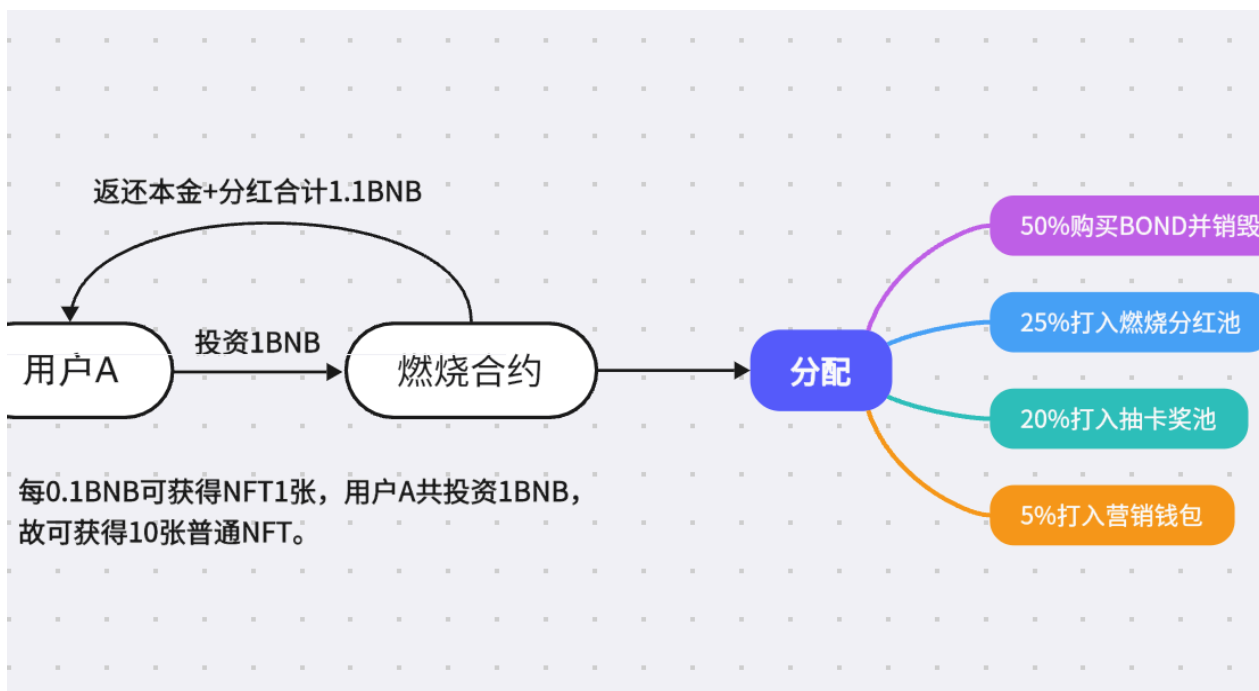 返还本金+分红合计1.1BNB
用户A
投资1BNB
燃烧合约
分配
50%购买BOND并销毁
25%打入燃烧分红池
20%打入抽卡奖池
5%打入营销钱包
每0.1BNB可获得NFT1张，用户A共投资1BNB，
故可获得10张普通NFT。